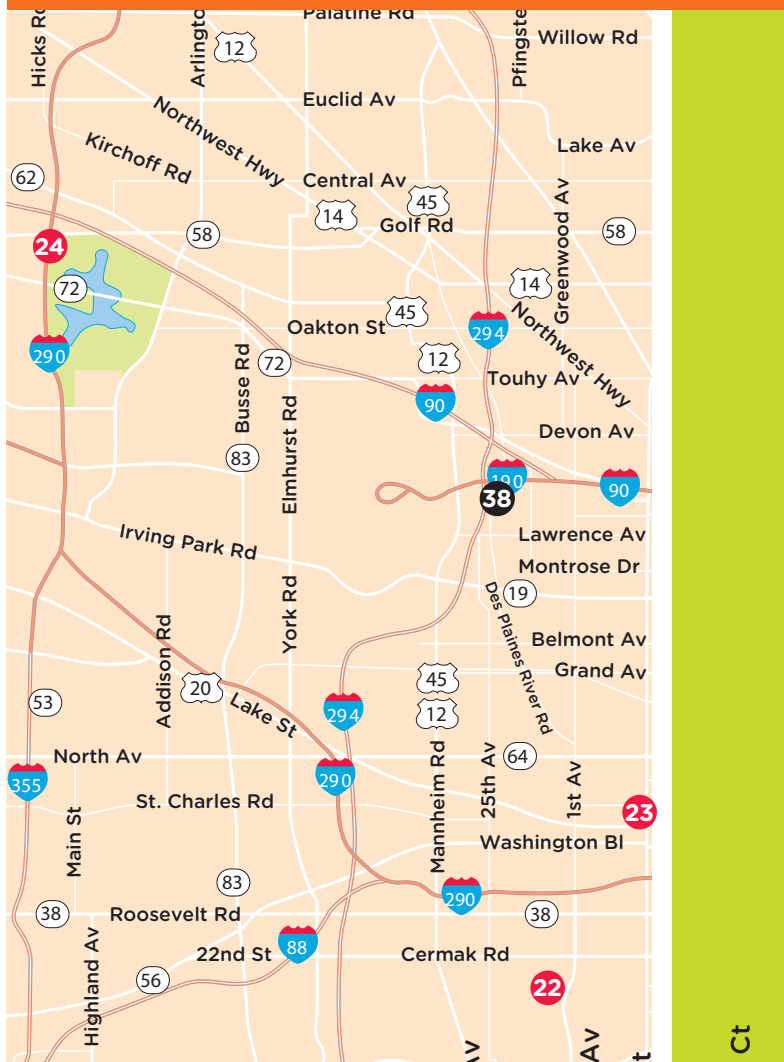 Hicks Rd
Arlingto
12
Palatine Rd
Pfingste
Willow Rd
Euclid Av
Northwest Hwy
Kirchoff Rd
Lake Av
62
Central Av
14
45
Golf Rd
Greenwood Av
58
58
24
72
14
290
Oakton St
45
294
Northwest Hwy
12
72
Busse Rd
Touhy Av
90
Elmhurst Rd
Devon Av
83
190
38
90
Irving Park Rd
Lawrence Av
Montrose Dr
19
Des Plaines River Rd
York Rd
Addison Rd
Belmont Av
Grand Av
45
20
53
Lake St
294
12
North Av
64
355
290
Mannheim Rd
25th Av
1st Av
St. Charles Rd
23
Main St
Washington Bl
83
290
38
Roosevelt Rd
38
88
22nd St
Cermak Rd
Highland Av
56
22
Av
Av
t
Ct